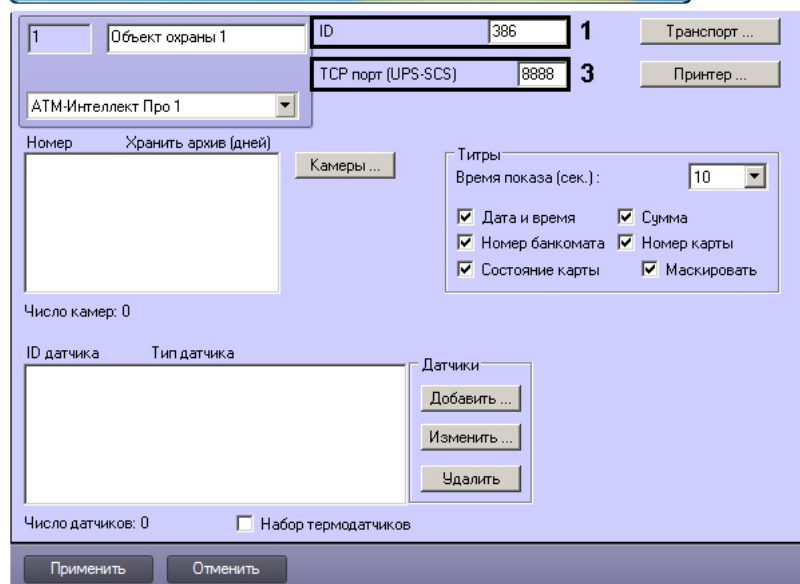 1 Объект охраны 1 ID 386 1 Транспорт ...
TCP порт (UPS-SCS) 8888 3 Принтер ...
АТМ-Интеллект Про 1
Номер Хранить архив (дней)
Камеры ...
Титры
Время показа (сек.) : 10
Дата и время Сумма
Номер банкомата Номер карты
Состояние карты Маскировать
Число камер: 0
ID датчика Тип датчика
Датчики
Добавить ...
Изменить ...
Удалить
Число датчиков: 0 Набор термодатчиков
Применить Отменить